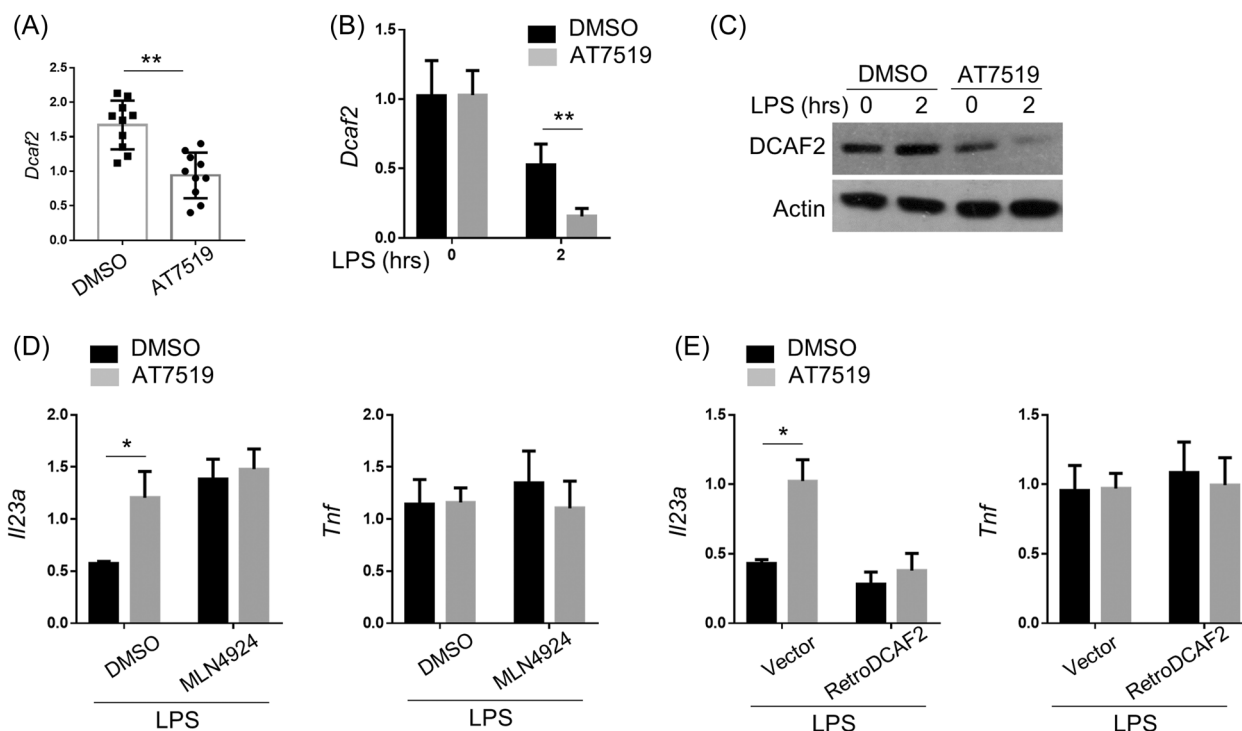 (A)
**
2.5
2.0
1.5
1.0
0.5
0.0
Dcaf2
DMSO
AT7519
(B)
DMSO
AT7519
1.5
1.0
0.5
0.0
Dcaf2
**
LPS (hrs)
0
2
(C)
DMSO AT7519
LPS (hrs) 0 2 0 2
DCAF2
Actin
(D)
DMSO
AT7519
2.0
1.5
1.0
0.5
0.0
Il23a
*
DMSO
MLN4924
LPS
2.0
1.5
1.0
0.5
0.0
Tnf
DMSO
MLN4924
LPS
(E)
DMSO
AT7519
1.5
1.0
0.5
0.0
Il23a
*
Vector
RetroDCAF2
LPS
1.5
1.0
0.5
0.0
Tnf
Vector
RetroDCAF2
LPS